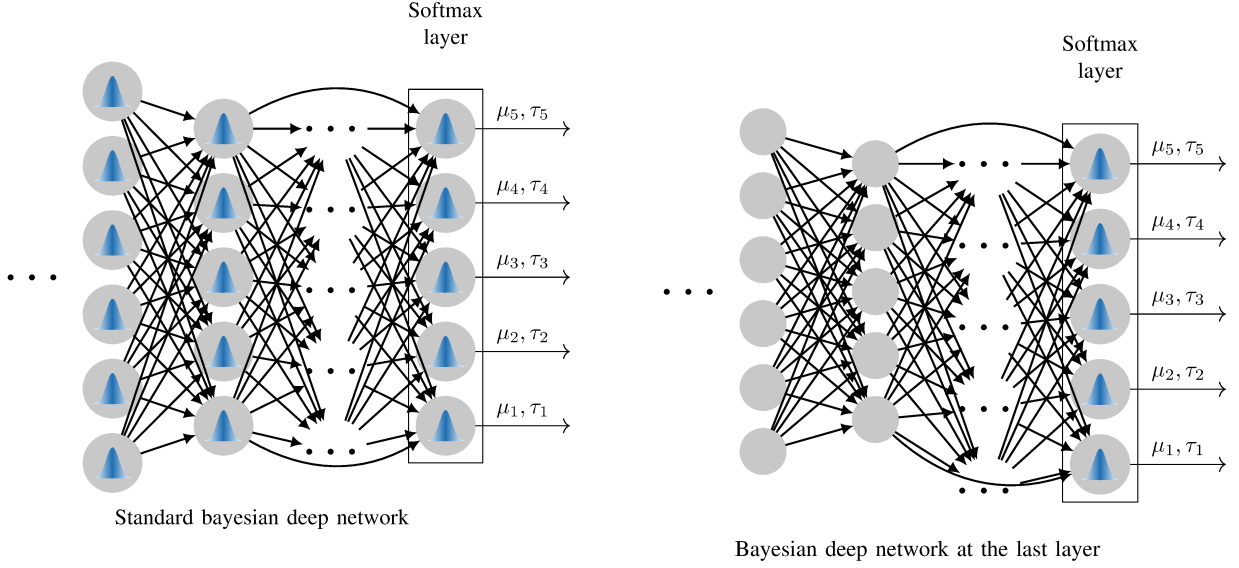 Softmax
layer
μ5, τ5
μ4, τ4
μ3, τ3
μ2, τ2
μ1, τ1
Standard bayesian deep network
Softmax
layer
μ5, τ5
μ4, τ4
μ3, τ3
μ2, τ2
μ1, τ1
Bayesian deep network at the last layer